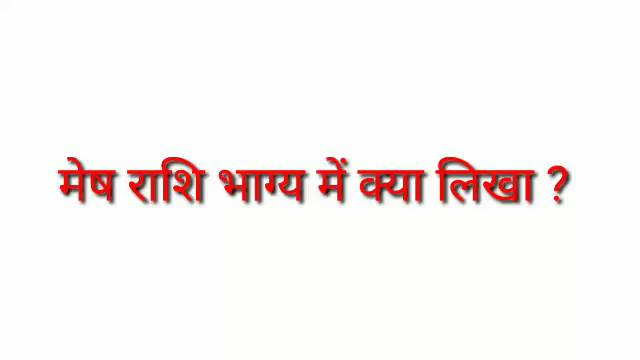 मेष राशि भाग्य में क्या लिखा ?